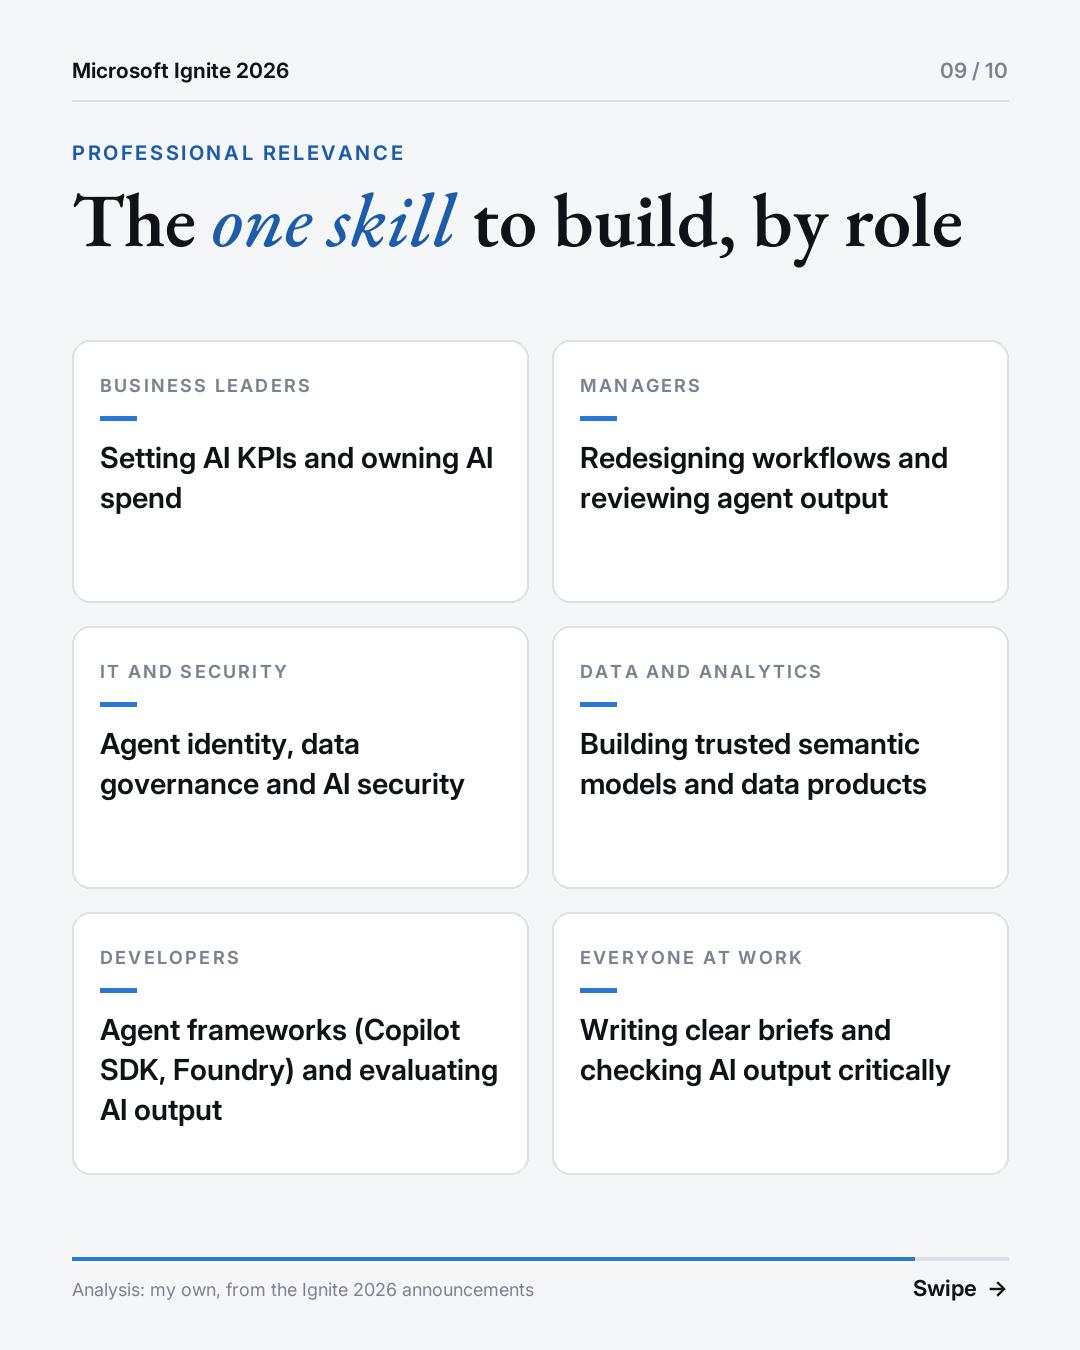 Microsoft Ignite 2026
09 / 10
PROFESSIONAL RELEVANCE
The one skill to build, by role
BUSINESS LEADERS
Setting AI KPIs and owning AI
spend
MANAGERS
Redesigning workflows and
reviewing agent output
IT AND SECURITY
Agent identity, data
governance and AI security
DATA AND ANALYTICS
Building trusted semantic
models and data products
DEVELOPERS
Agent frameworks (Copilot
SDK, Foundry) and evaluating
AI output
EVERYONE AT WORK
Writing clear briefs and
checking AI output critically
Analysis: my own, from the Ignite 2026 announcements
Swipe →